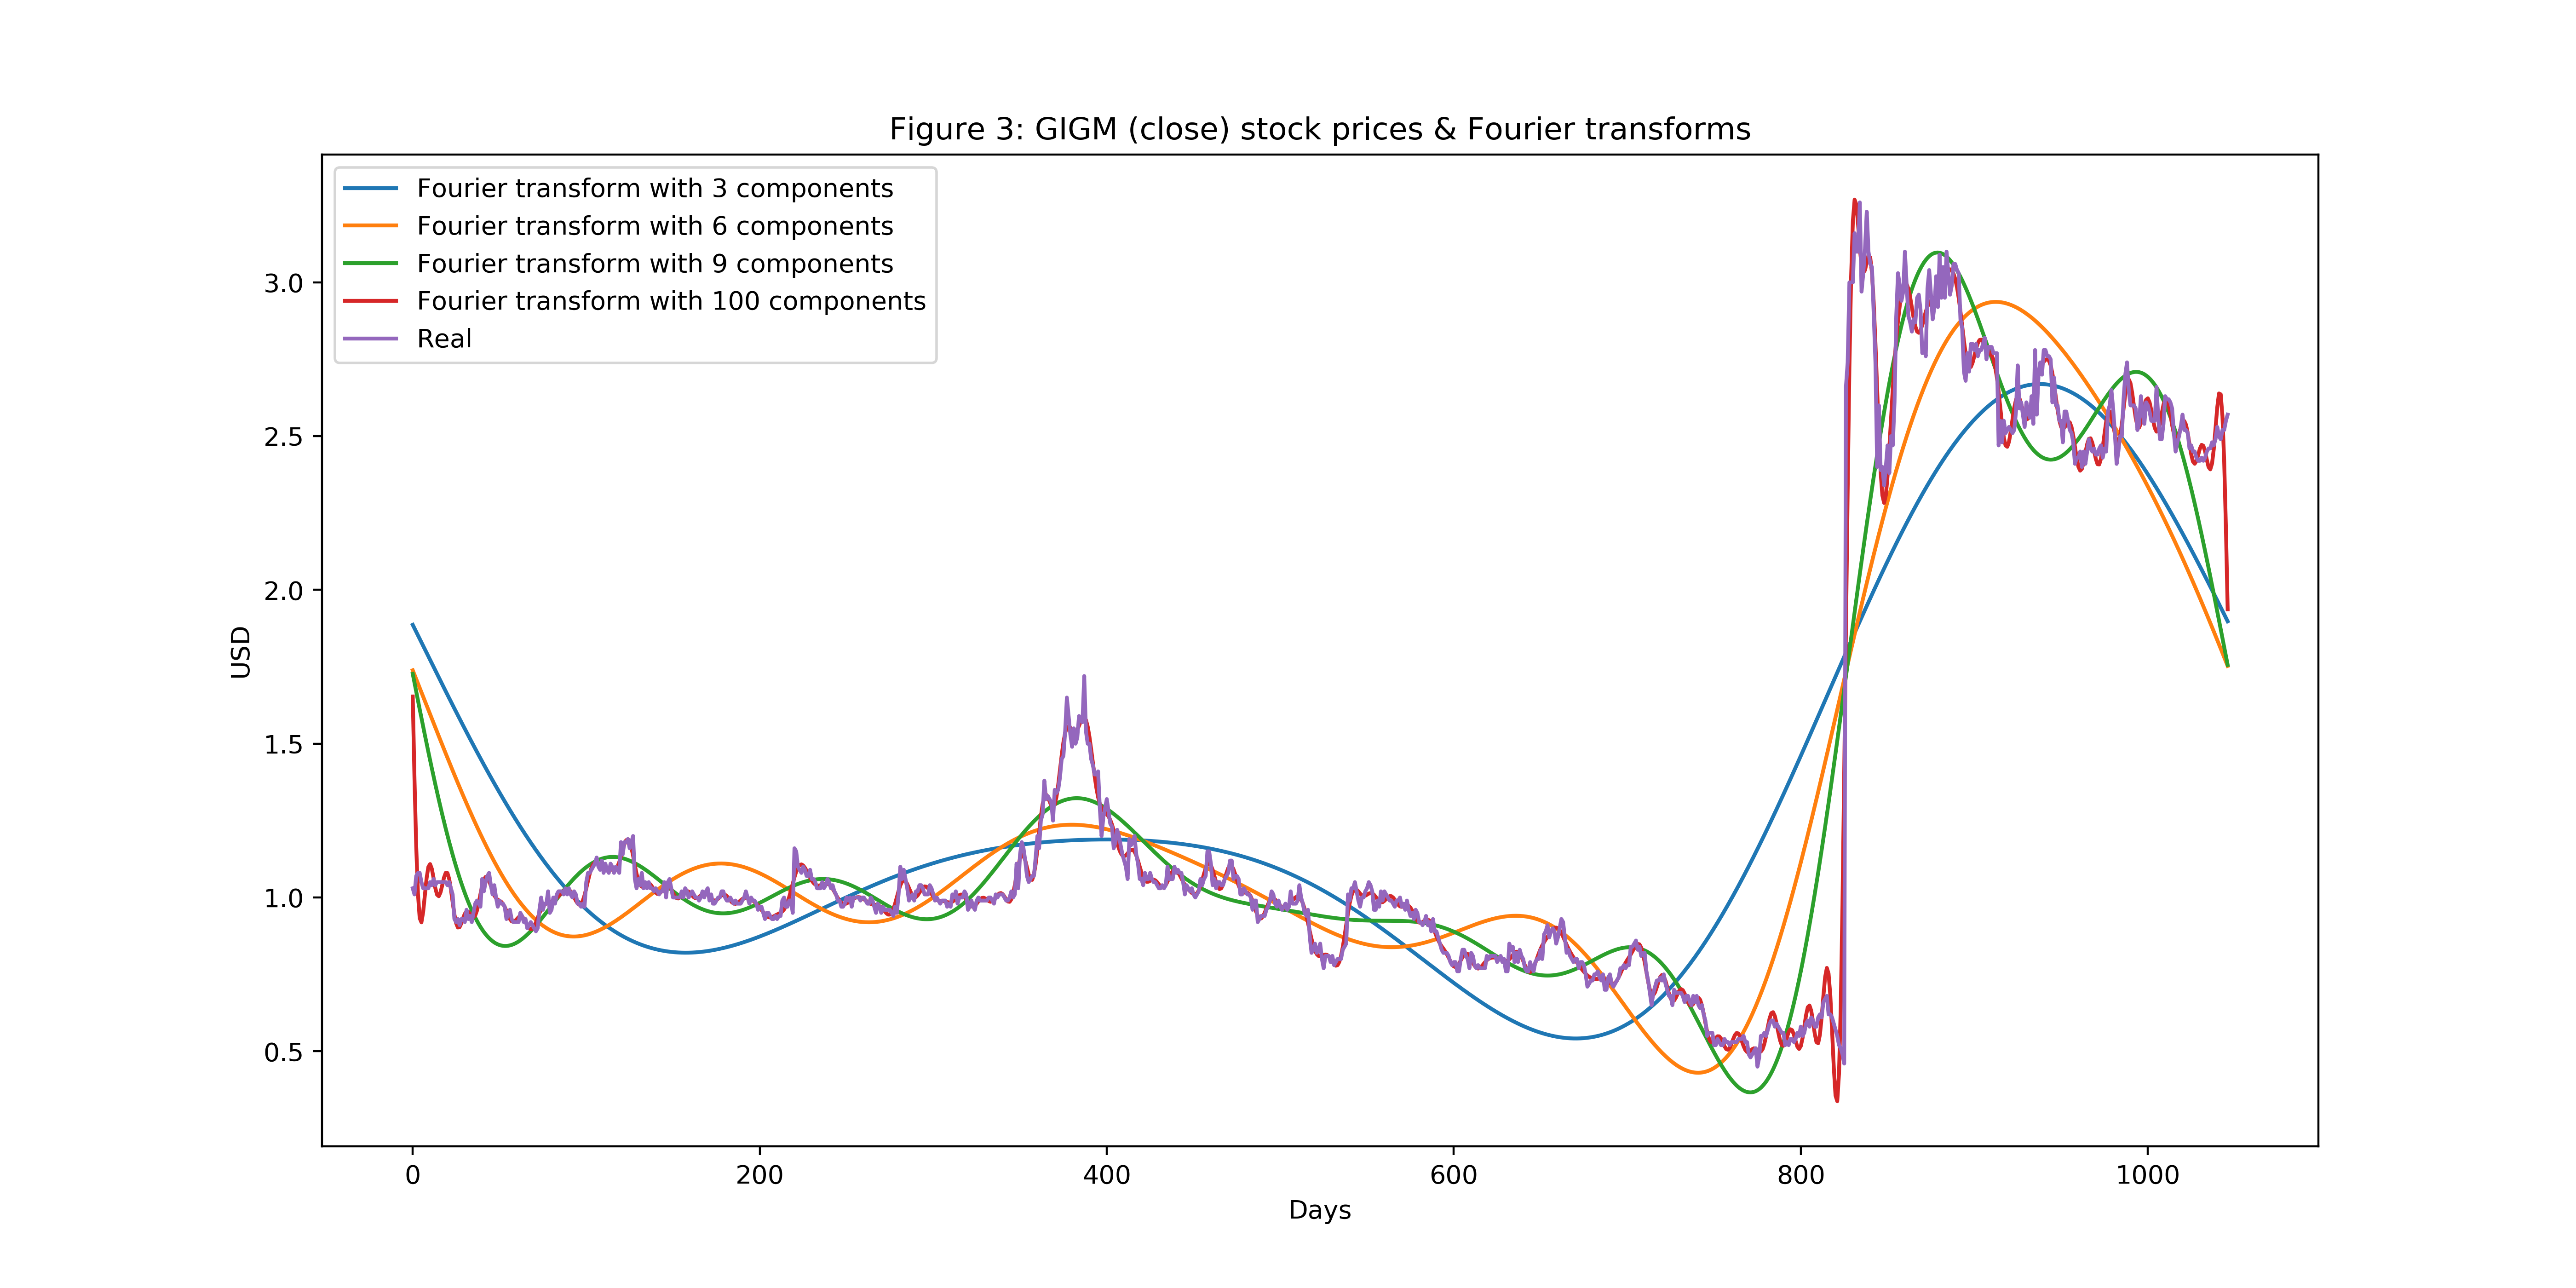 Figure 3: GIGM (close) stock prices & Fourier transforms
Fourier transform with 3 components
Fourier transform with 6 components
Fourier transform with 9 components
Fourier transform with 100 components
Real
3.0
2.5
2.0
1.5
1.0
0.5
USD
0
200
400
600
800
1000
Days